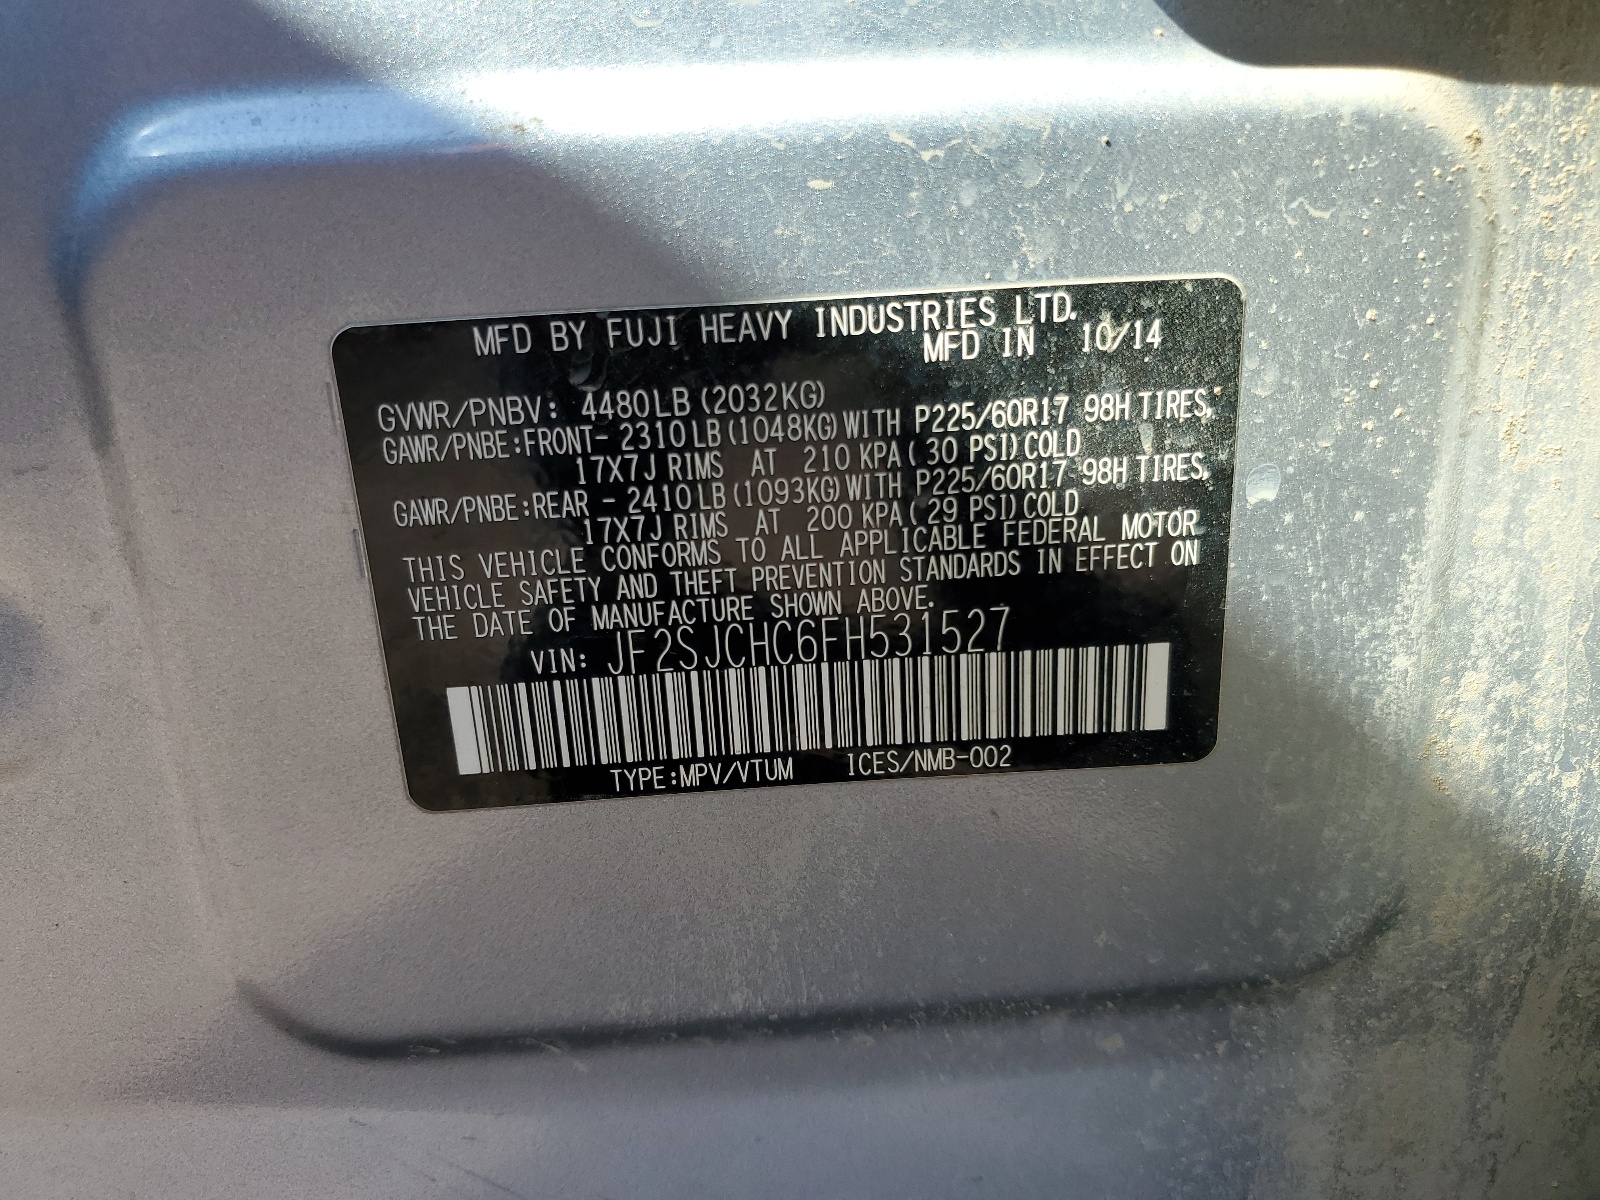 MFD BY FUJI HEAVY INDUSTRIES LTD.
MFD IN 10/14
GVWR/PNBV: 4480LB (2032KG)
GAWR/PNBE:FRONT- 2310LB(1048KG)WITH P225/60R17 98H TIRES,
17X7J RIMS AT 210 KPA( 30 PSI)COLD
GAWR/PNBE:REAR - 2410LB(1093KG)WITH P225/60R17 98H TIRES,
17X7J RIMS AT 200 KPA( 29 PSI)COLD
THIS VEHICLE CONFORMS TO ALL APPLICABLE FEDERAL MOTOR
VEHICLE SAFETY AND THEFT PREVENTION STANDARDS IN EFFECT ON
THE DATE OF MANUFACTURE SHOWN ABOVE.
VIN: JF2SJCHC6FH531527
TYPE:MPV/VTUM ICES/NMB-002